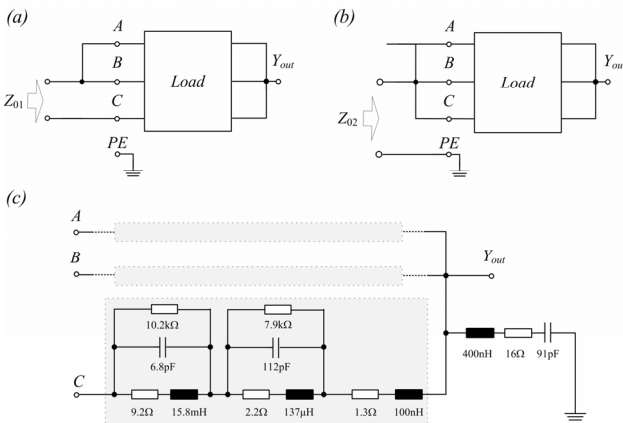 (a)
A
B
C
PE
Z01
Load
Yout
(b)
A
B
C
PE
Z02
Load
You
(c)
A
B
C
Yout
10.2kΩ
6.8pF
9.2Ω
15.8mH
7.9kΩ
112pF
2.2Ω
137μH
1.3Ω
100nH
400nH
16Ω
91pF